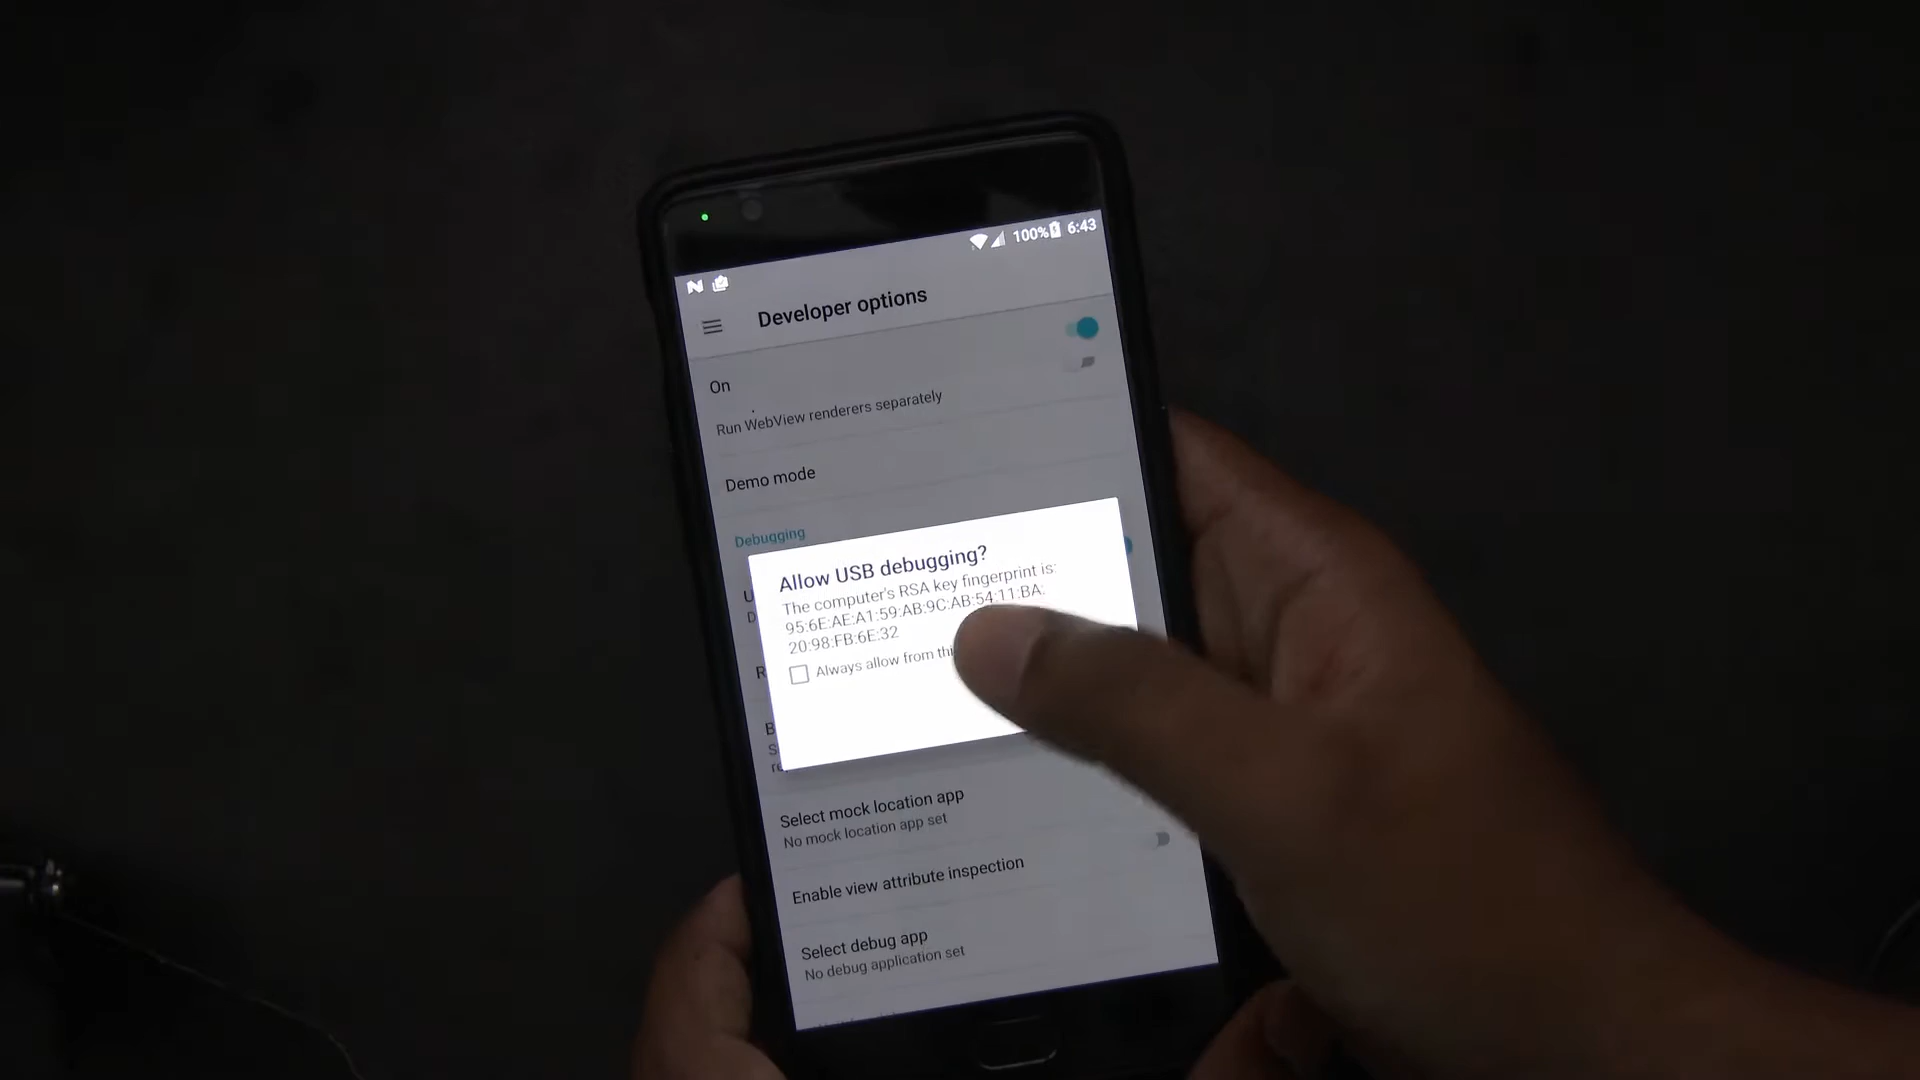 100% 6:43
Developer options
On
Run WebView renderers separately
Demo mode
Debugging
Allow USB debugging?
The computer's RSA key fingerprint is:
95:6E:AE:A1:59:AB:9C:AB:54:11:BA:
20:98:FB:6E:32
Always allow from
Select mock location app
No mock location app set
Enable view attribute inspection
Select debug app
No debug application set